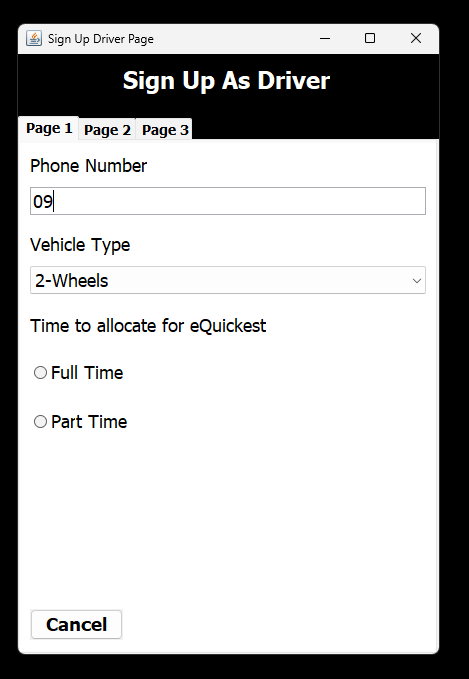 Sign Up Driver Page
Sign Up As Driver
Page 1 Page 2 Page 3
Phone Number
09
Vehicle Type
2-Wheels
Time to allocate for eQuickest
Full Time
Part Time
Cancel